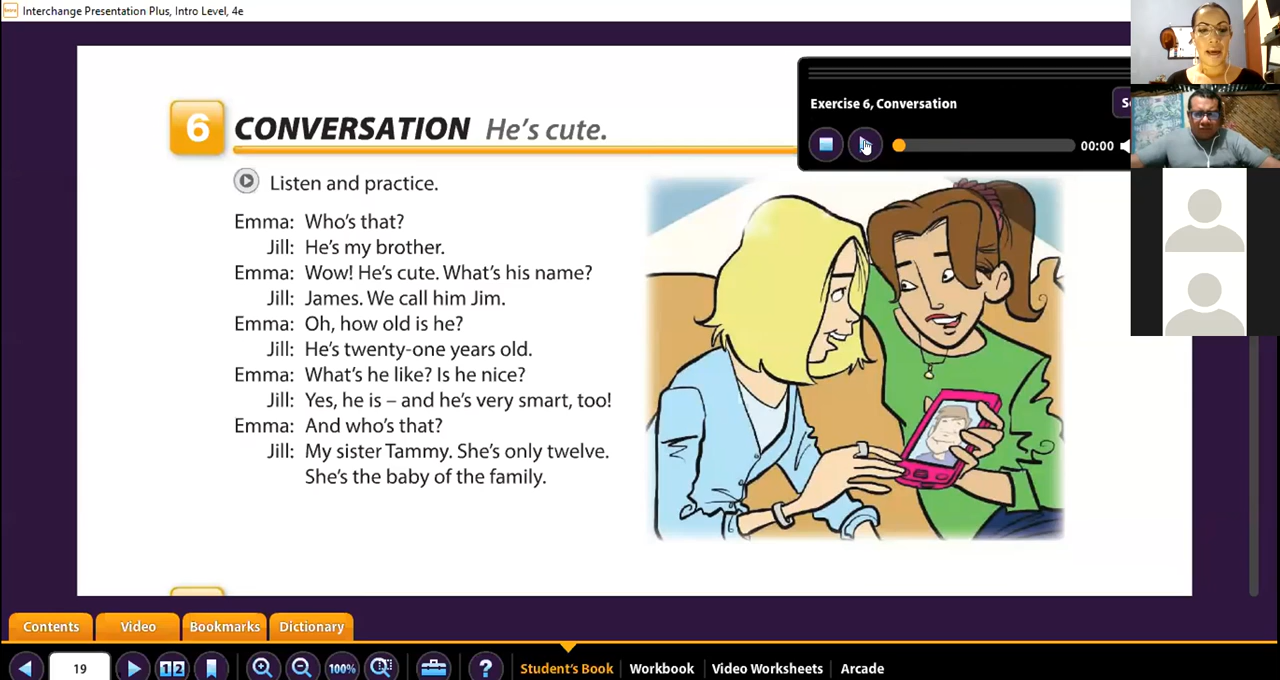 Interchange Presentation Plus, Intro Level, 4e
6 CONVERSATION He's cute.
Exercise 6, Conversation
00:00
Listen and practice.
Emma: Who's that?
Jill: He's my brother.
Emma: Wow! He's cute. What's his name?
Jill: James. We call him Jim.
Emma: Oh, how old is he?
Jill: He's twenty-one years old.
Emma: What's he like? Is he nice?
Jill: Yes, he is – and he's very smart, too!
Emma: And who's that?
Jill: My sister Tammy. She's only twelve.
She's the baby of the family.
Contents Video Bookmarks Dictionary
19 12 100% ? Student's Book Workbook Video Worksheets Arcade